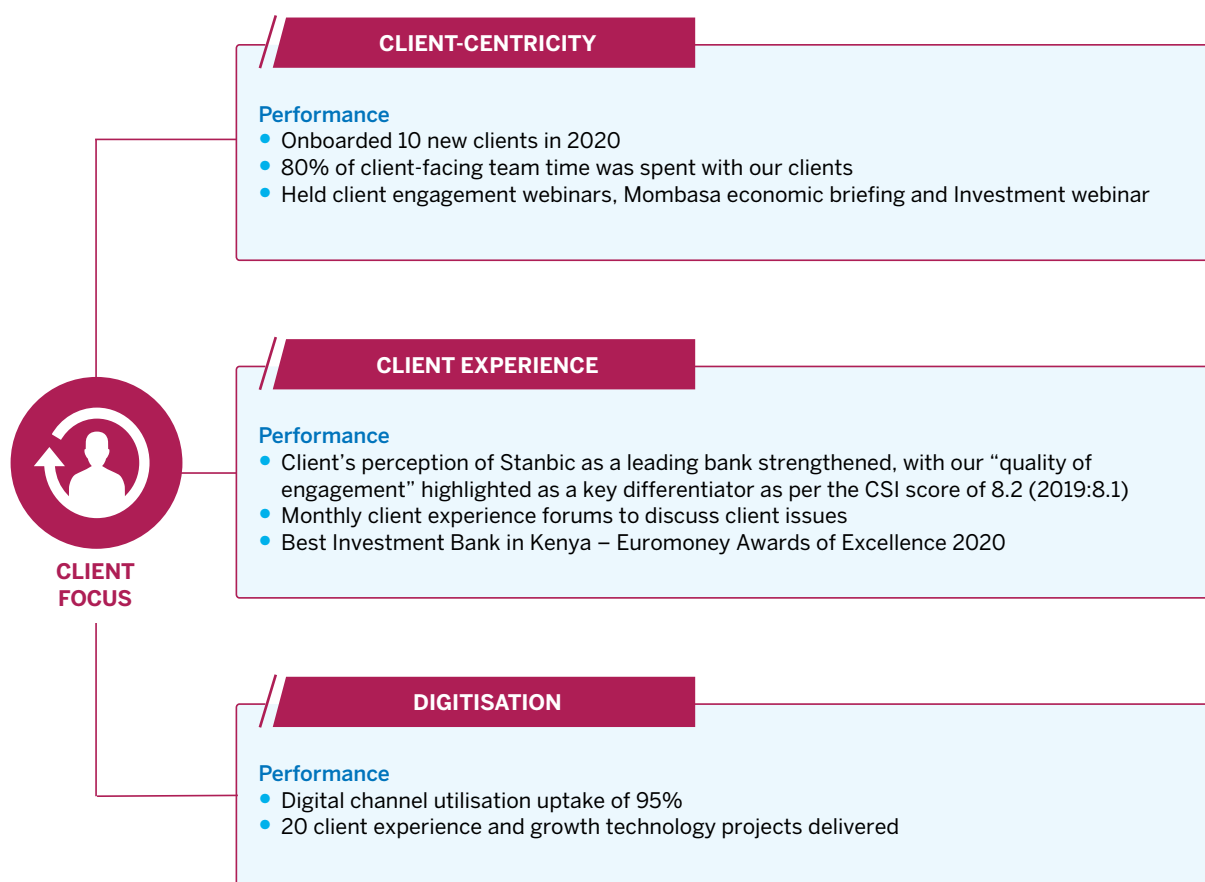 CLIENT-CENTRICITY
Performance
• Onboarded 10 new clients in 2020
• 80% of client-facing team time was spent with our clients
• Held client engagement webinars, Mombasa economic briefing and Investment webinar
CLIENT EXPERIENCE
Performance
• Client's perception of Stanbic as a leading bank strengthened, with our “quality of
engagement” highlighted as a key differentiator as per the CSI score of 8.2 (2019:8.1)
• Monthly client experience forums to discuss client issues
• Best Investment Bank in Kenya – Euromoney Awards of Excellence 2020
CLIENT
FOCUS
DIGITISATION
Performance
• Digital channel utilisation uptake of 95%
• 20 client experience and growth technology projects delivered